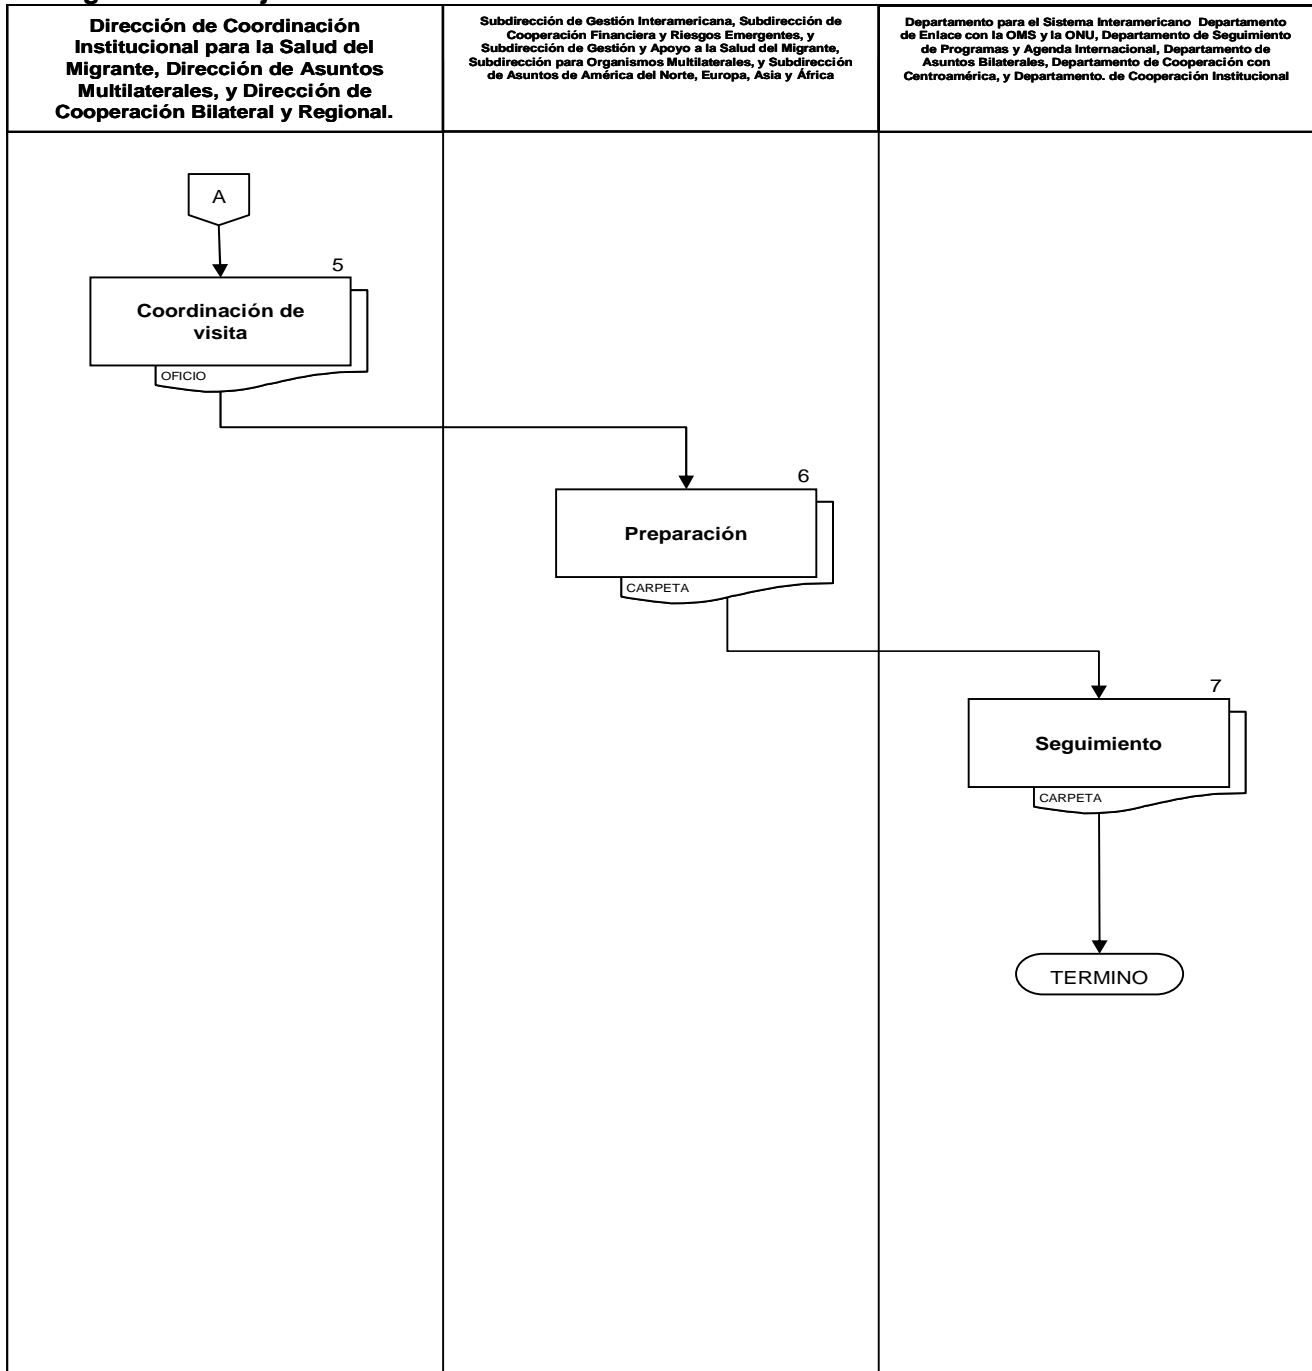 Dirección de Coordinación
Institucional para la Salud del
Migrante, Dirección de Asuntos
Multilaterales, y Dirección de
Cooperación Bilateral y Regional.
Subdirección de Gestión Interamericana, Subdirección de
Cooperación Financiera y Riesgos Emergentes, y
Subdirección de Gestión y Apoyo a la Salud del Migrante,
Subdirección para Organismos Multilaterales, y Subdirección
de Asuntos de América del Norte, Europa, Asia y África
Departamento para el Sistema Interamericano Departamento
de Enlace con la OMS y la ONU, Departamento de Seguimiento
de Programas y Agenda Internacional, Departamento de
Asuntos Bilaterales, Departamento de Cooperación con
Centroamérica, y Departamento. de Cooperación Institucional
A
5
Coordinación de
visita
OFICIO
6
Preparación
CARPETA
7
Seguimiento
CARPETA
TERMINO